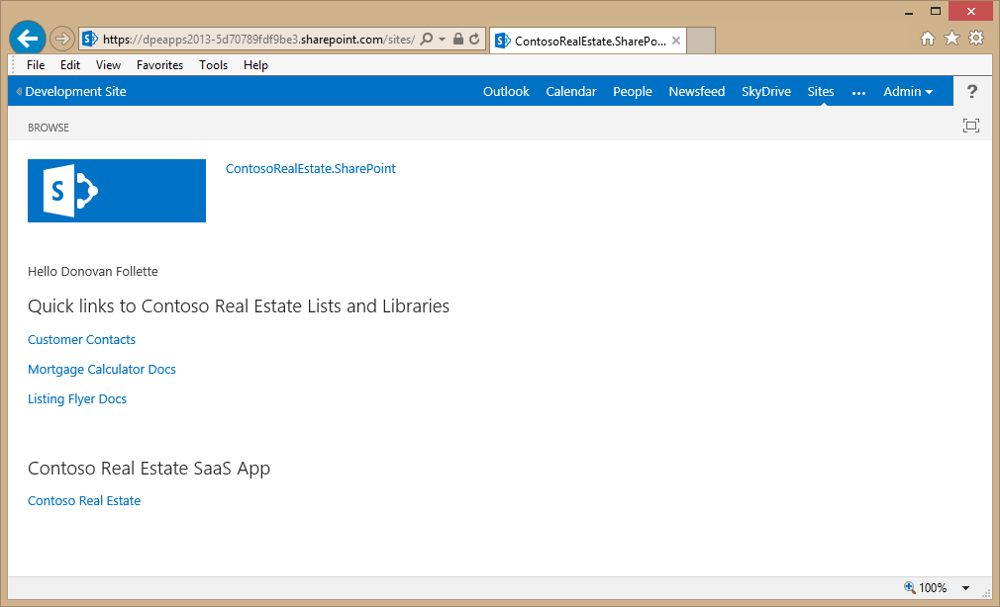 https://dpeapps2013-5d70789fdf9be3.sharepoint.com/sites/
ContosoRealEstate.SharePo...
File Edit View Favorites Tools Help
Development Site
Outlook Calendar People Newsfeed SkyDrive Sites ... Admin ?
BROWSE
S
ContosoRealEstate.SharePoint
Hello Donovan Follette
Quick links to Contoso Real Estate Lists and Libraries
Customer Contacts
Mortgage Calculator Docs
Listing Flyer Docs
Contoso Real Estate SaaS App
Contoso Real Estate
100%